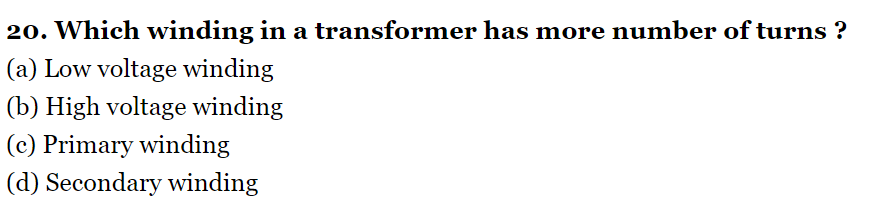 20. Which winding in a transformer has more number of turns ?
(a) Low voltage winding
(b) High voltage winding
(c) Primary winding
(d) Secondary winding